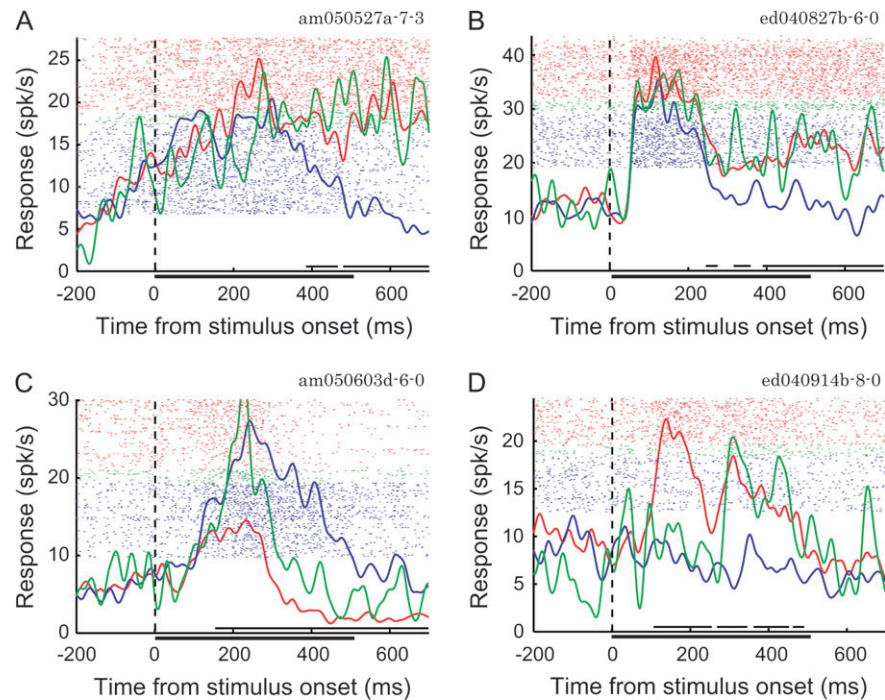 A am050527a-7-3
25
20
15
10
5
0
Response (spk/s)
-200 0 200 400 600
Time from stimulus onset (ms)
B ed040827b-6-0
40
30
20
10
0
Response (spk/s)
-200 0 200 400 600
Time from stimulus onset (ms)
C am050603d-6-0
30
20
10
0
Response (spk/s)
-200 0 200 400 600
Time from stimulus onset (ms)
D ed040914b-8-0
20
15
10
5
0
Response (spk/s)
-200 0 200 400 600
Time from stimulus onset (ms)